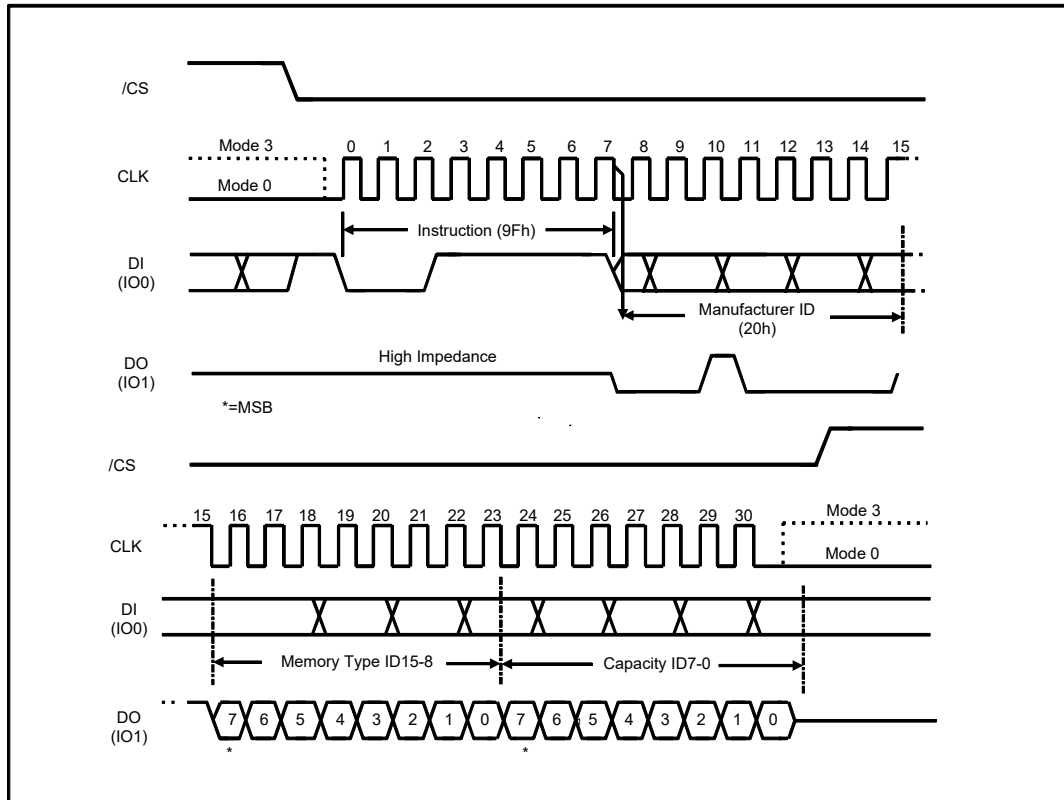 /CS
Mode 3
0 1 2 3 4 5 6 7 8 9 10 11 12 13 14 15
CLK
Mode 0
Instruction (9Fh)
DI
(IO0)
Manufacturer ID
(20h)
High Impedance
DO
(IO1)
*=MSB
/CS
15 16 17 18 19 20 21 22 23 24 25 26 27 28 29 30
Mode 3
CLK
Mode 0
DI
(IO0)
Memory Type ID15-8
Capacity ID7-0
DO
(IO1)
7 6 5 4 3 2 1 0 7 6 5 4 3 2 1 0
* *